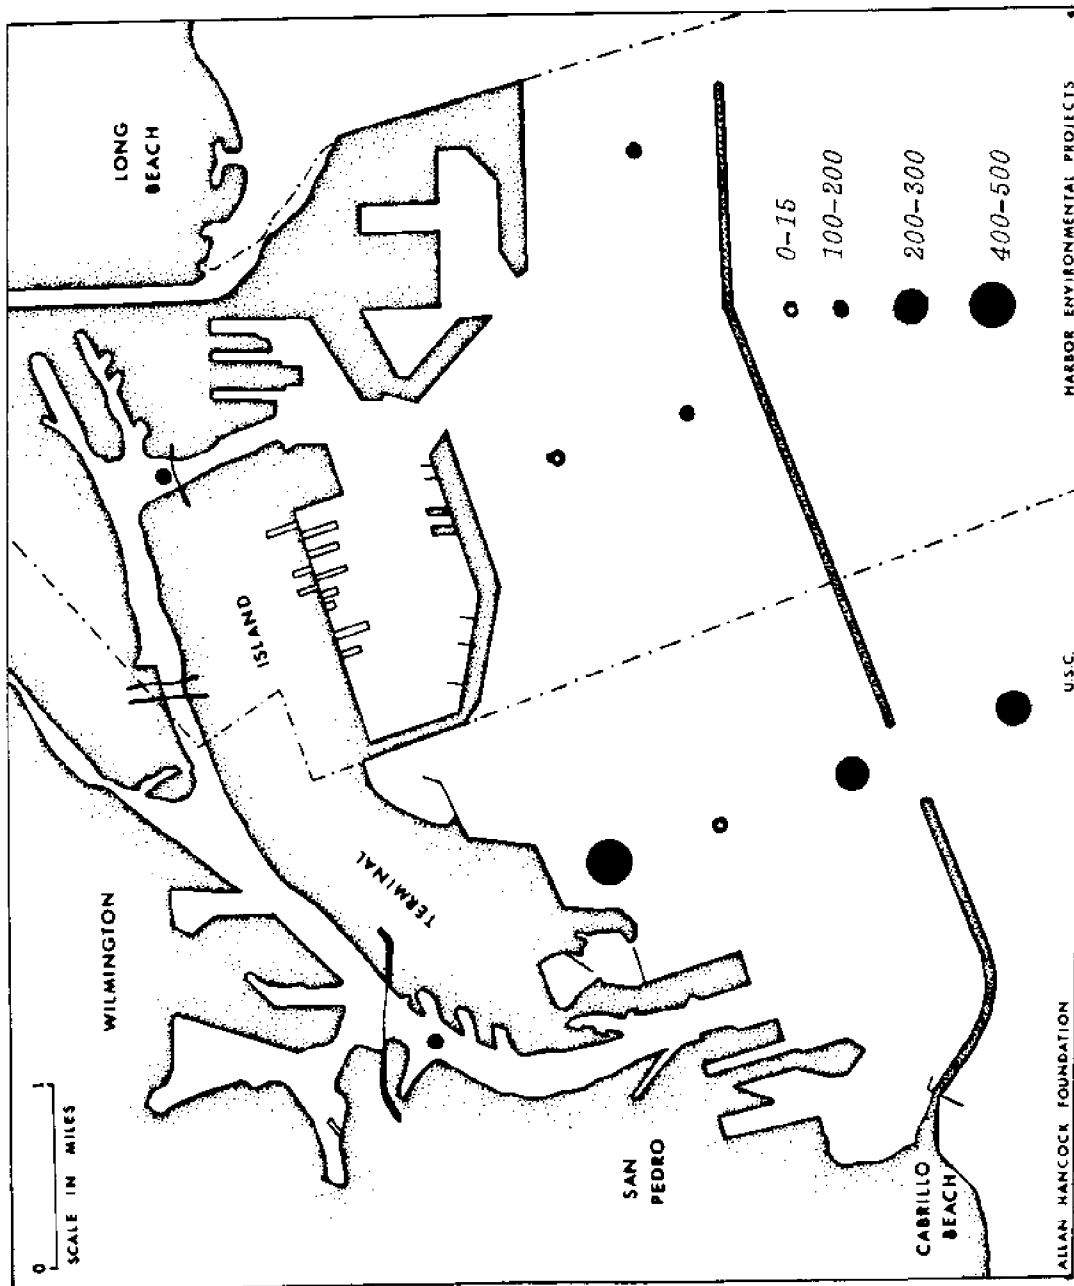 LONG
BEACH
WILMINGTON
ISLAND
TERMINAL
SAN
PEDRO
CABRILLO
BEACH
0 1
SCALE IN MILES
0-15
100-200
200-300
400-500
ALLAN HANCOCK FOUNDATION U.S.C. HARBOR ENVIRONMENTAL PROJECTS